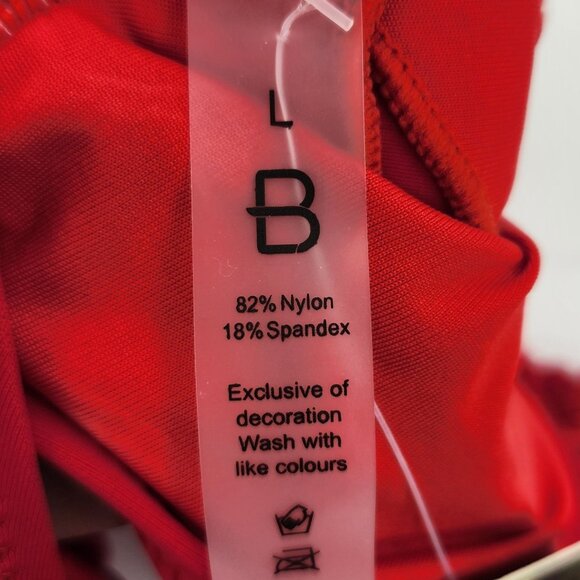 L
B
82% Nylon
18% Spandex
Exclusive of
decoration
Wash with
like colours